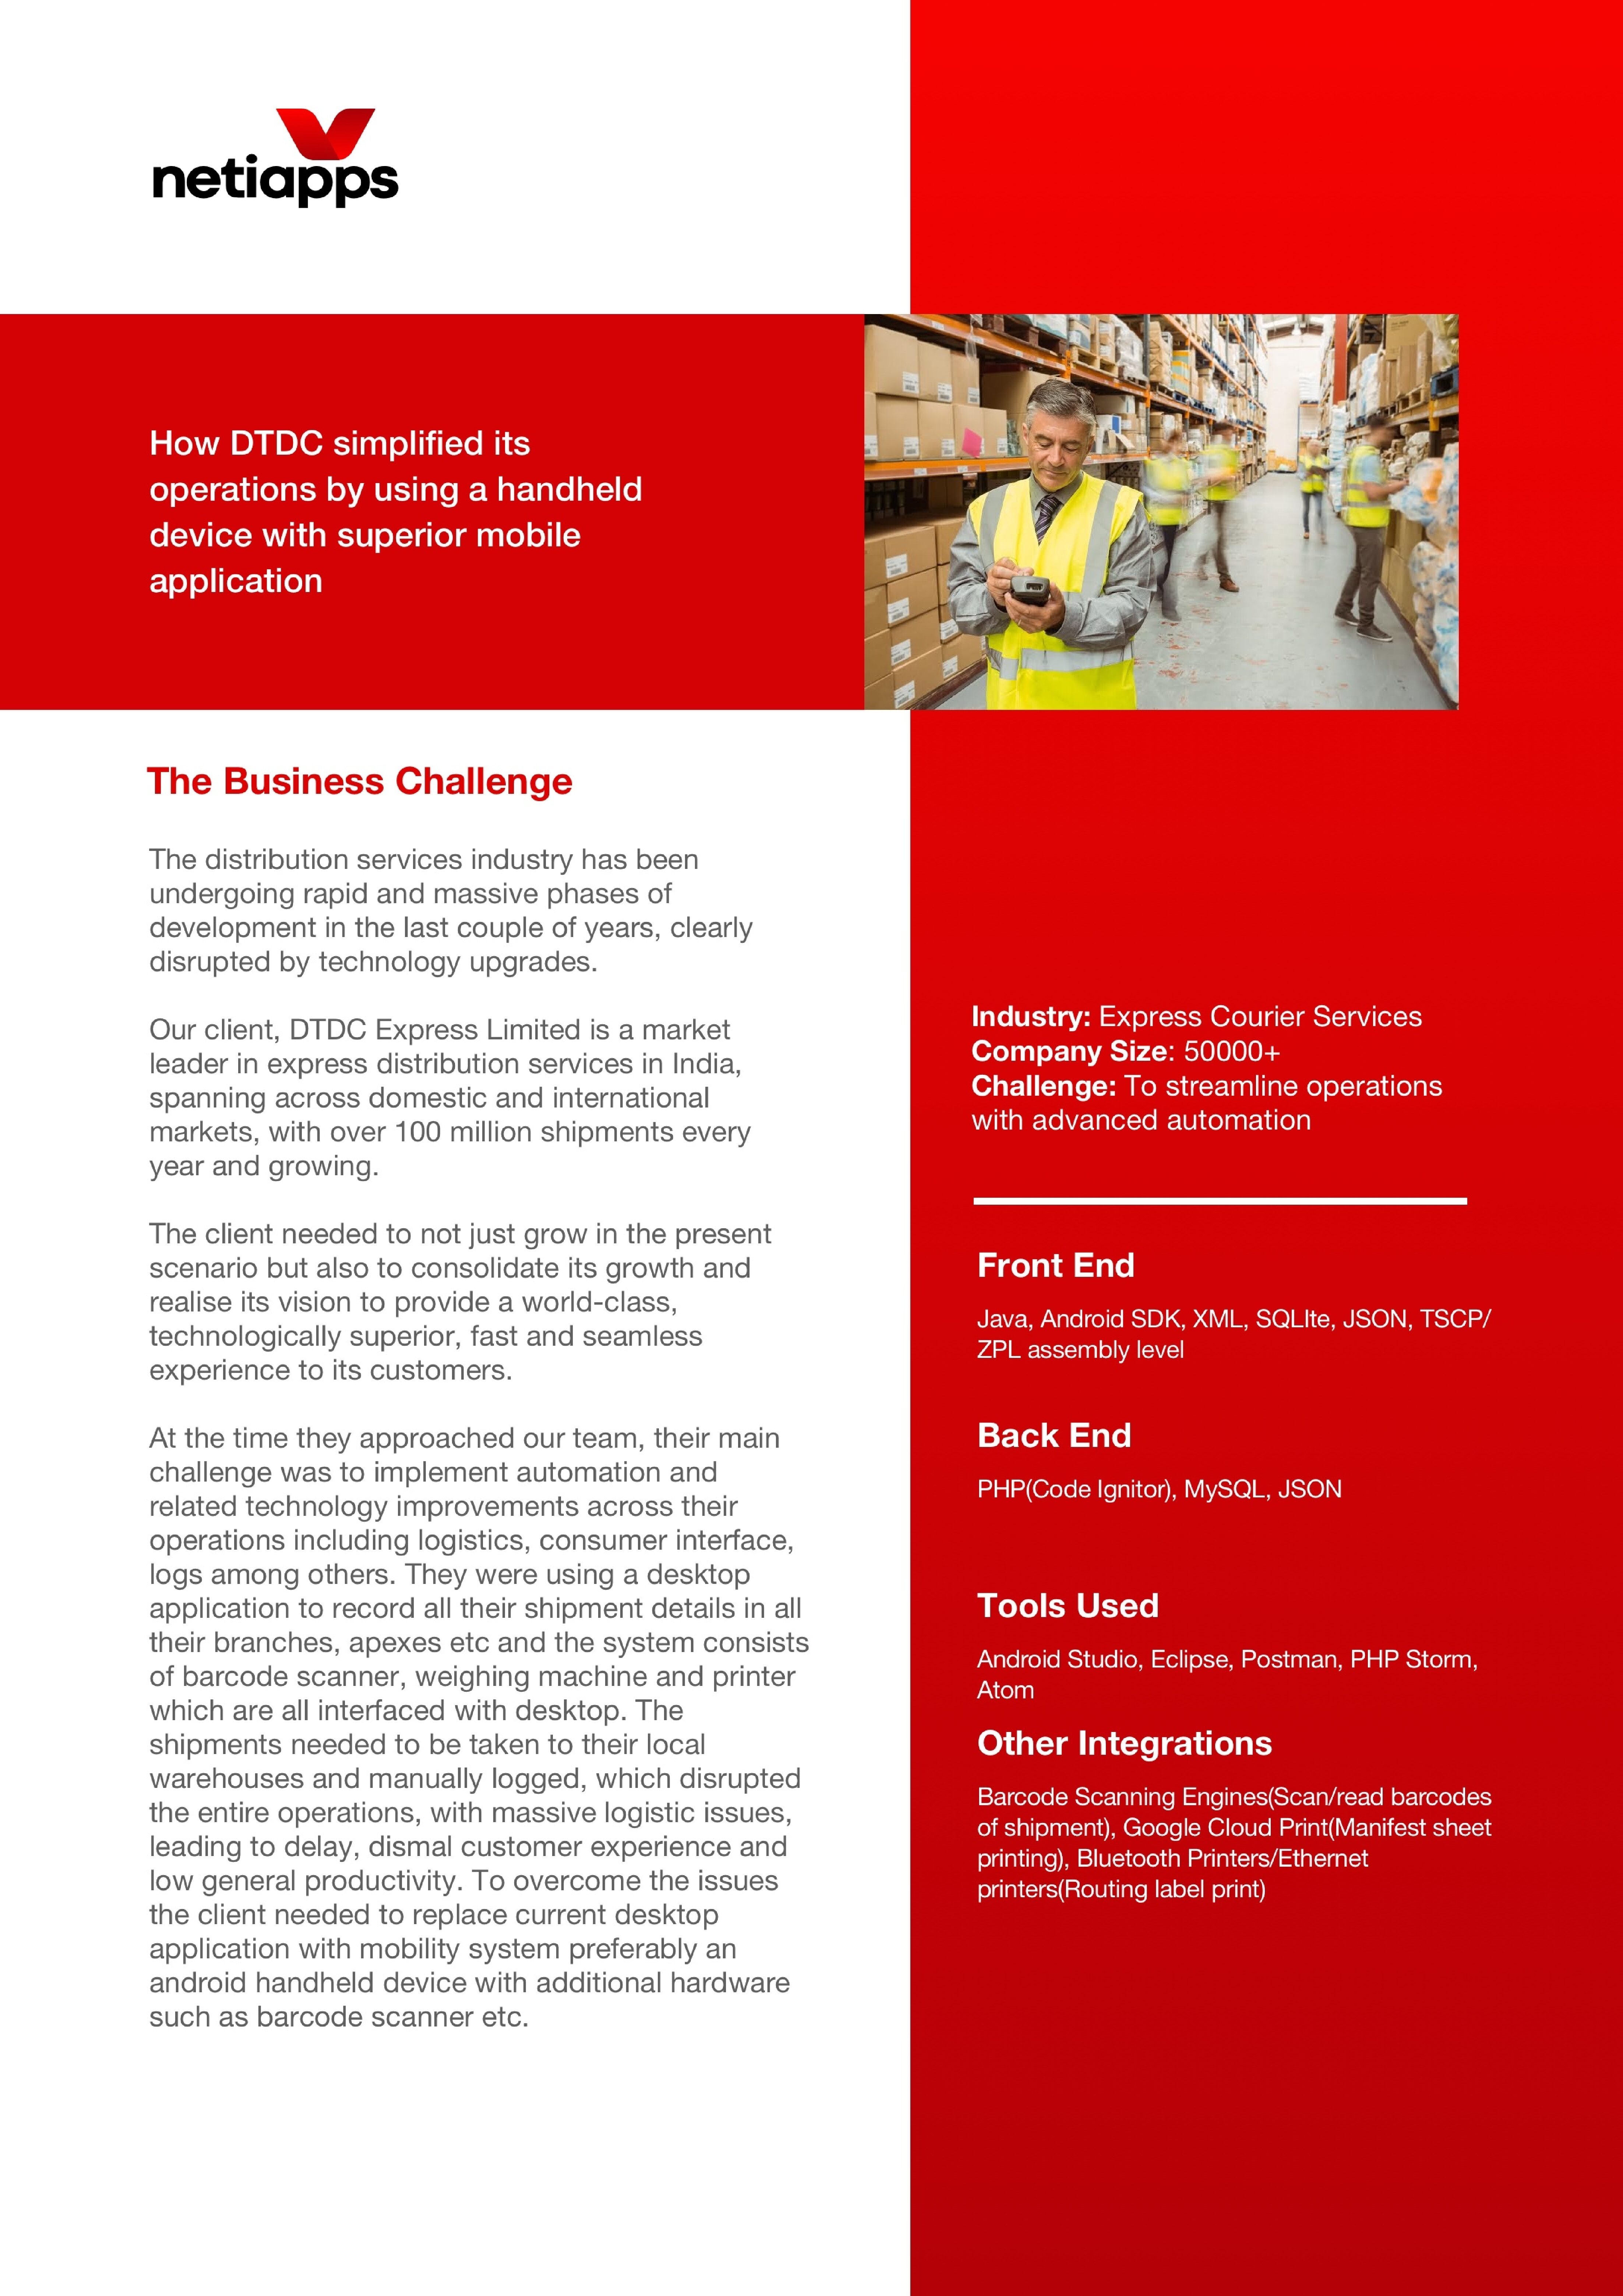 netiapps
How DTDC simplified its
operations by using a handheld
device with superior mobile
application
The Business Challenge
The distribution services industry has been
undergoing rapid and massive phases of
development in the last couple of years, clearly
disrupted by technology upgrades.
Our client, DTDC Express Limited is a market
leader in express distribution services in India,
spanning across domestic and international
markets, with over 100 million shipments every
year and growing.
The client needed to not just grow in the present
scenario but also to consolidate its growth and
realise its vision to provide a world-class,
technologically superior, fast and seamless
experience to its customers.
At the time they approached our team, their main
challenge was to implement automation and
related technology improvements across their
operations including logistics, consumer interface,
logs among others. They were using a desktop
application to record all their shipment details in all
their branches, apexes etc and the system consists
of barcode scanner, weighing machine and printer
which are all interfaced with desktop. The
shipments needed to be taken to their local
warehouses and manually logged, which disrupted
the entire operations, with massive logistic issues,
leading to delay, dismal customer experience and
low general productivity. To overcome the issues
the client needed to replace current desktop
application with mobility system preferably an
android handheld device with additional hardware
such as barcode scanner etc.
Industry: Express Courier Services
Company Size: 50000+
Challenge: To streamline operations
with advanced automation
Front End
Java, Android SDK, XML, SQLIte, JSON, TSCP/
ZPL assembly level
Back End
PHP(Code Ignitor), MySQL, JSON
Tools Used
Android Studio, Eclipse, Postman, PHP Storm,
Atom
Other Integrations
Barcode Scanning Engines(Scan/read barcodes
of shipment), Google Cloud Print(Manifest sheet
printing), Bluetooth Printers/Ethernet
printers(Routing label print)